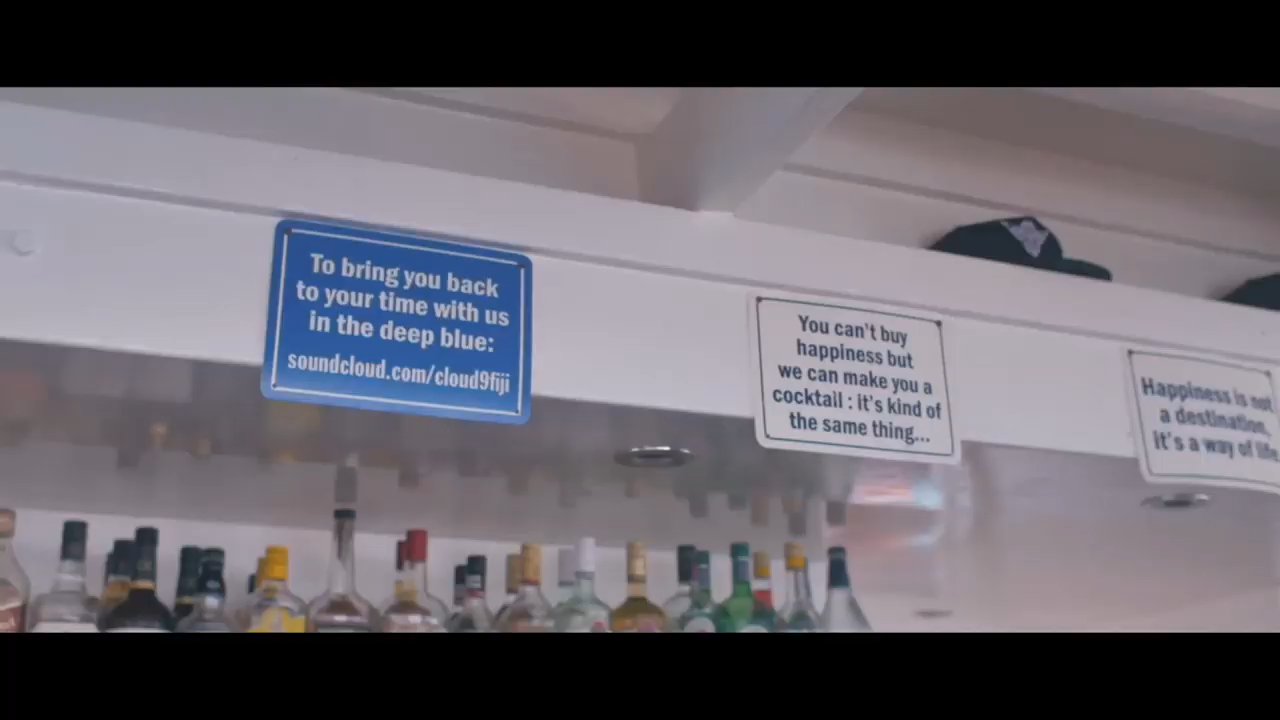 To bring you back
to your time with us
in the deep blue:
soundcloud.com/cloud9fiji
You can't buy
happiness but
we can make you a
cocktail : it's kind of
the same thing...
Happiness is not
a destination,
it's a way of life